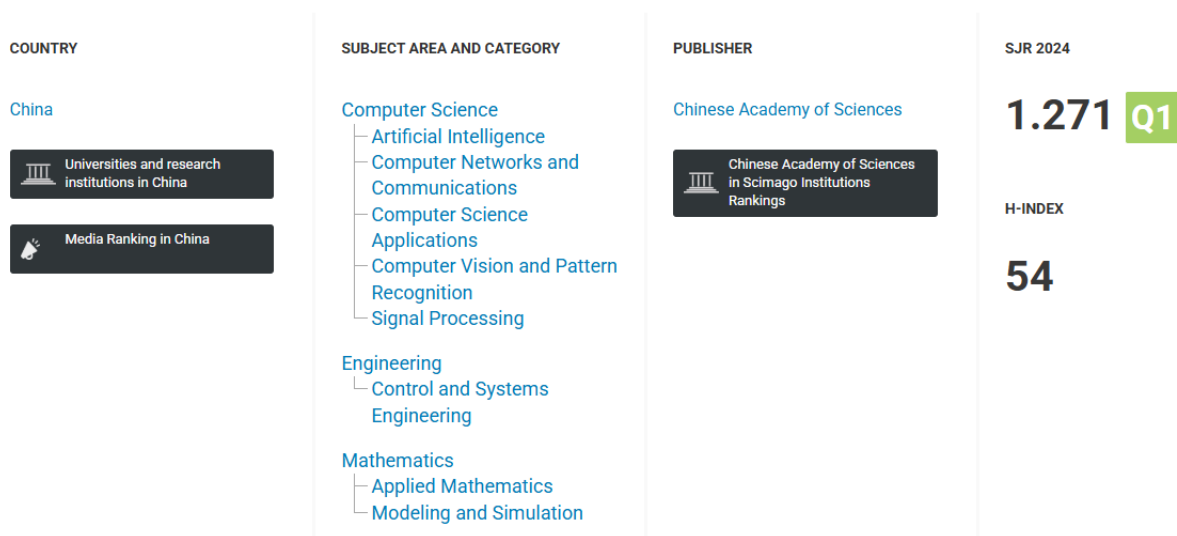 COUNTRY
China
Universities and research
institutions in China
Media Ranking in China
SUBJECT AREA AND CATEGORY
Computer Science
Artificial Intelligence
Computer Networks and
Communications
Computer Science
Applications
Computer Vision and Pattern
Recognition
Signal Processing
Engineering
Control and Systems
Engineering
Mathematics
Applied Mathematics
Modeling and Simulation
PUBLISHER
Chinese Academy of Sciences
Chinese Academy of Sciences
in Scimago Institutions
Rankings
SJR 2024
1.271 Q1
H-INDEX
54